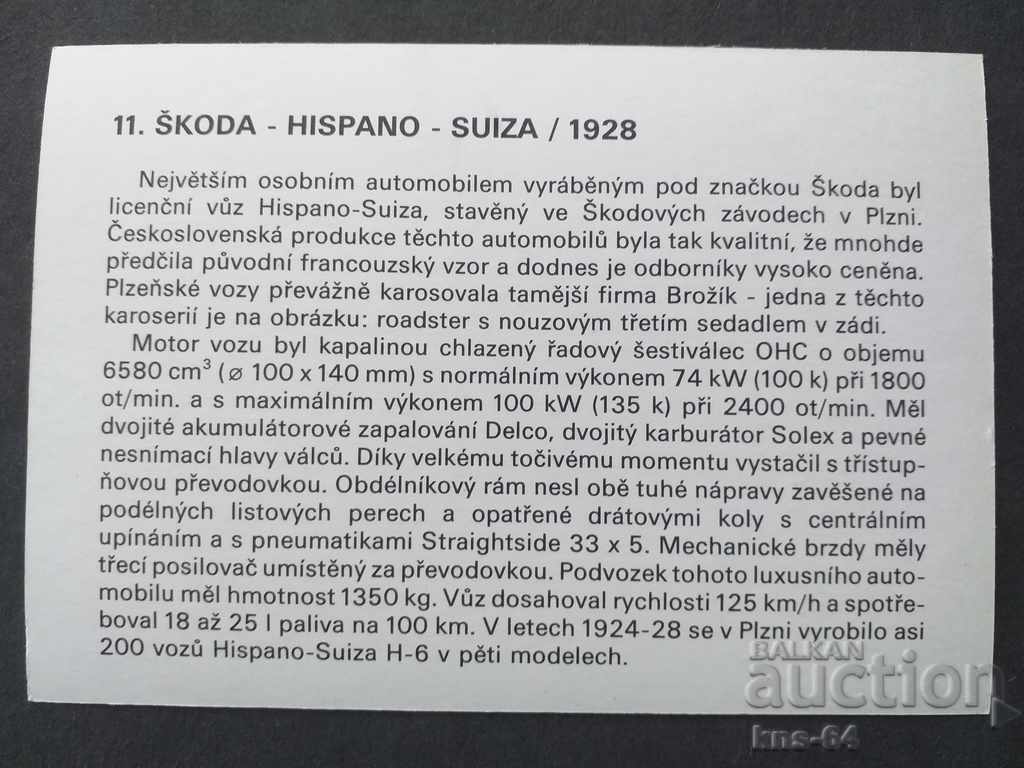 11. ŠKODA - HISPANO - SUIZA / 1928
Největším osobním automobilem vyráběným pod značkou Škoda byl
licenční vůz Hispano-Suiza, stavěný ve Škodových závodech v Plzni.
Československá produkce těchto automobilů byla tak kvalitní, že mnohde
předčila původní francouzský vzor a dodnes je odborníky vysoko ceněna.
Plzeňské vozy převážně karosovala tamější firma Brožík - jedna z těchto
karoserií je na obrázku: roadster s nouzovým třetím sedadlem v zádi.
Motor vozu byl kapalinou chlazený řadový šestiválec OHC o objemu
6580 cm³ (⌀ 100 x 140 mm) s normálním výkonem 74 kW (100 k) při 1800
ot/min. a s maximálním výkonem 100 kW (135 k) při 2400 ot/min. Měl
dvojité akumulátorové zapalování Delco, dvojitý karburátor Solex a pevné
nesnímací hlavy válců. Díky velkému točivému momentu vystačil s třístup-
ňovou převodovkou. Obdélníkový rám nesl obě tuhé nápravy zavěšené na
podélných listových perech a opatřené drátovými koly s centrálním
upínáním a s pneumatikami Straightside 33 x 5. Mechanické brzdy měly
třecí posilovač umístěný za převodovkou. Podvozek tohoto luxusního auto-
mobilu měl hmotnost 1350 kg. Vůz dosahoval rychlosti 125 km/h a spotře-
boval 18 až 25 l paliva na 100 km. V letech 1924-28 se v Plzni vyrobilo asi
200 vozů Hispano-Suiza H-6 v pěti modelech.
BALKAN
auction
kns-64